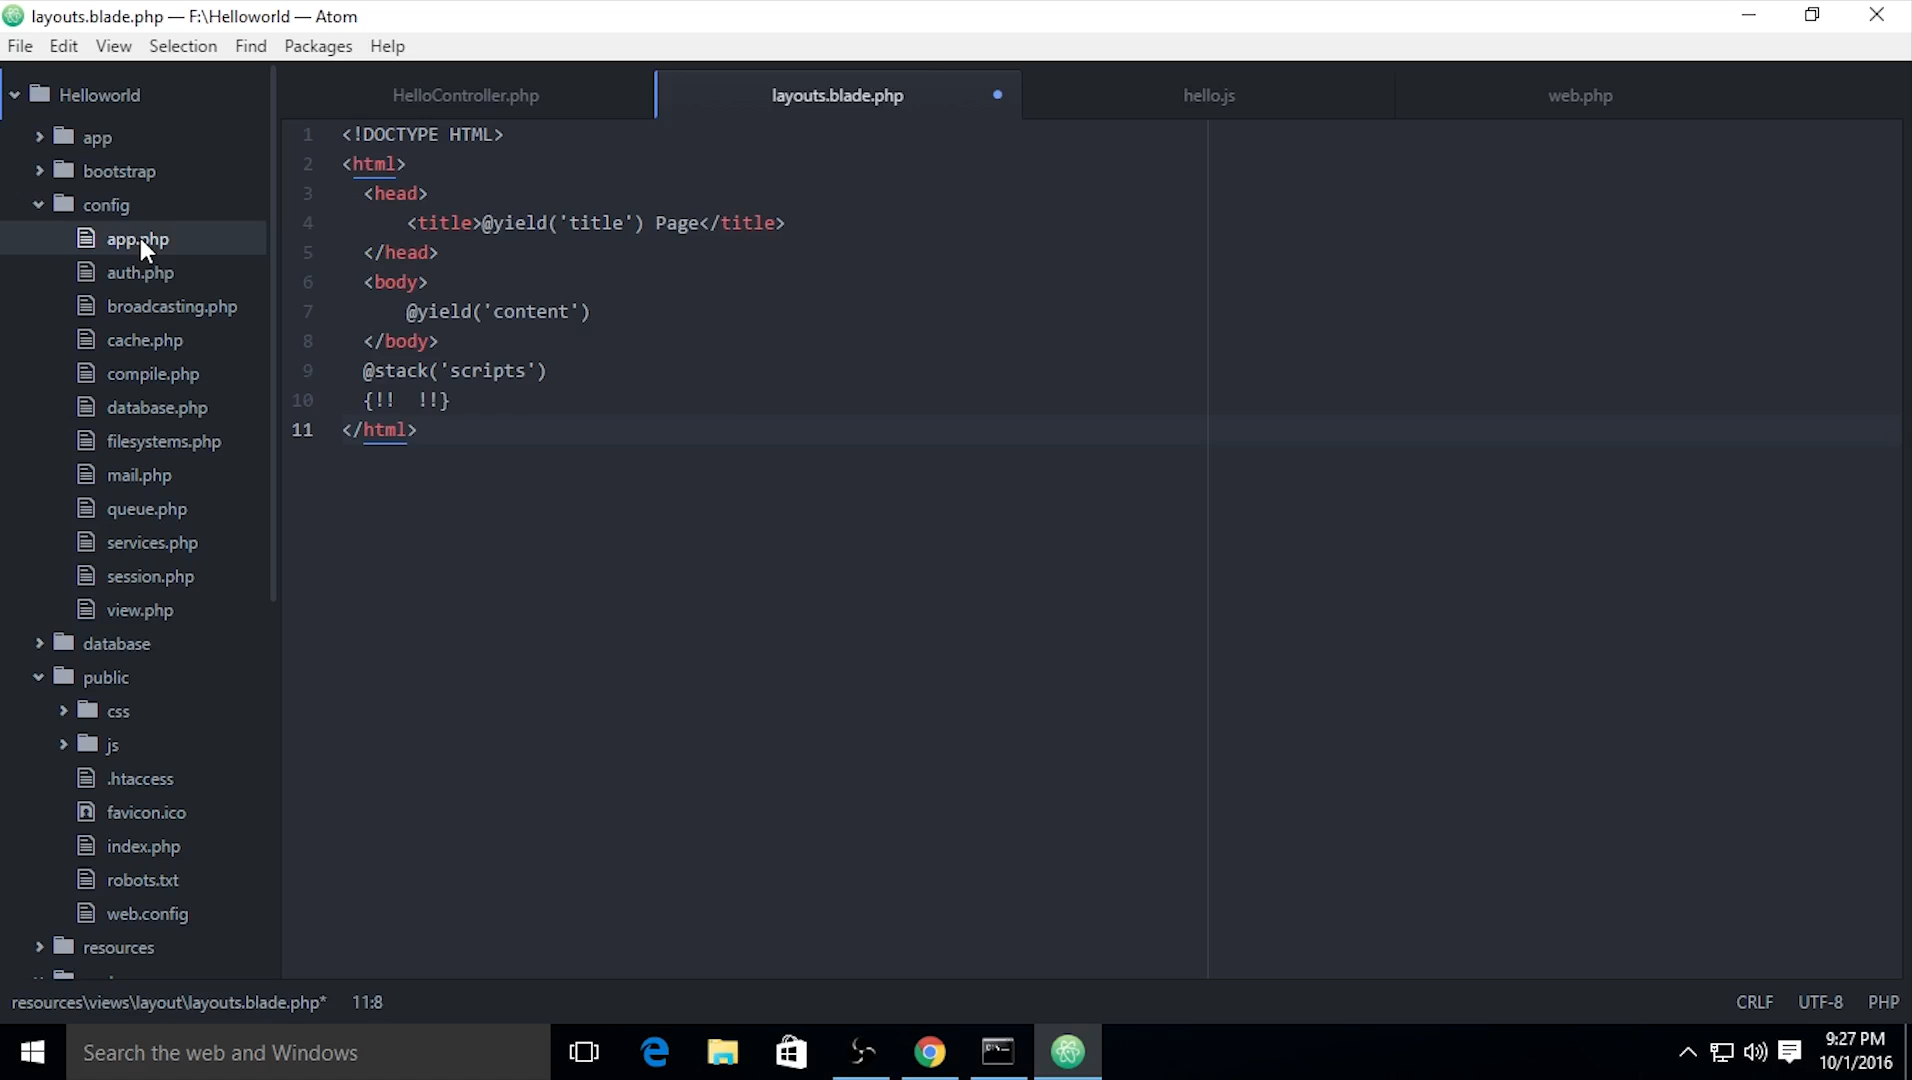 layouts.blade.php — F:\Helloworld — Atom
File Edit View Selection Find Packages Help
Helloworld
app
bootstrap
config
app.php
auth.php
broadcasting.php
cache.php
compile.php
database.php
filesystems.php
mail.php
queue.php
services.php
session.php
view.php
database
public
css
js
.htaccess
favicon.ico
index.php
robots.txt
web.config
resources
HelloController.php layouts.blade.php hello.js web.php
1 <!DOCTYPE HTML>
2 <html>
3 <head>
4 <title>@yield('title') Page</title>
5 </head>
6 <body>
7 @yield('content')
8 </body>
9 @stack('scripts')
10 {!! !!}
11 </html>
resources\views\layout\layouts.blade.php* 11:8 CRLF UTF-8 PHP
Search the web and Windows
9:27 PM
10/1/2016